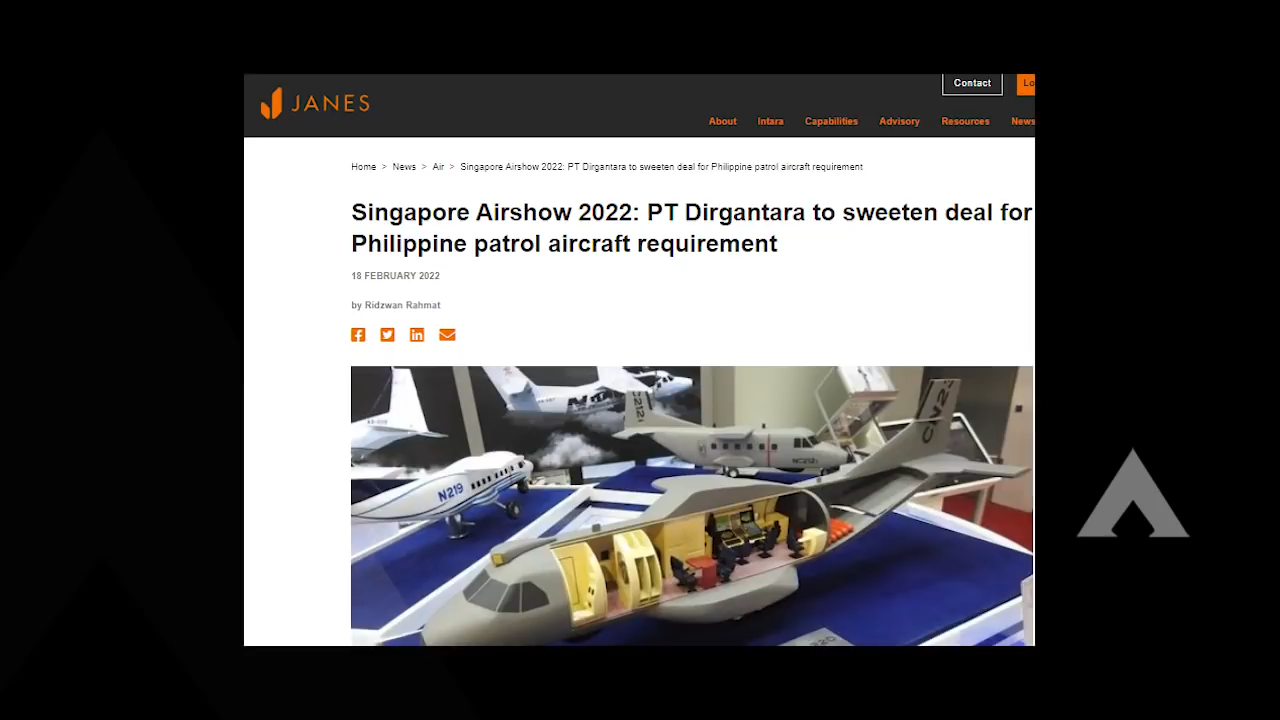 JANES
Contact
Lo
About Intara Capabilities Advisory Resources News
Home > News > Air > Singapore Airshow 2022: PT Dirgantara to sweeten deal for Philippine patrol aircraft requirement
Singapore Airshow 2022: PT Dirgantara to sweeten deal for
Philippine patrol aircraft requirement
18 FEBRUARY 2022
by Ridzwan Rahmat
N219